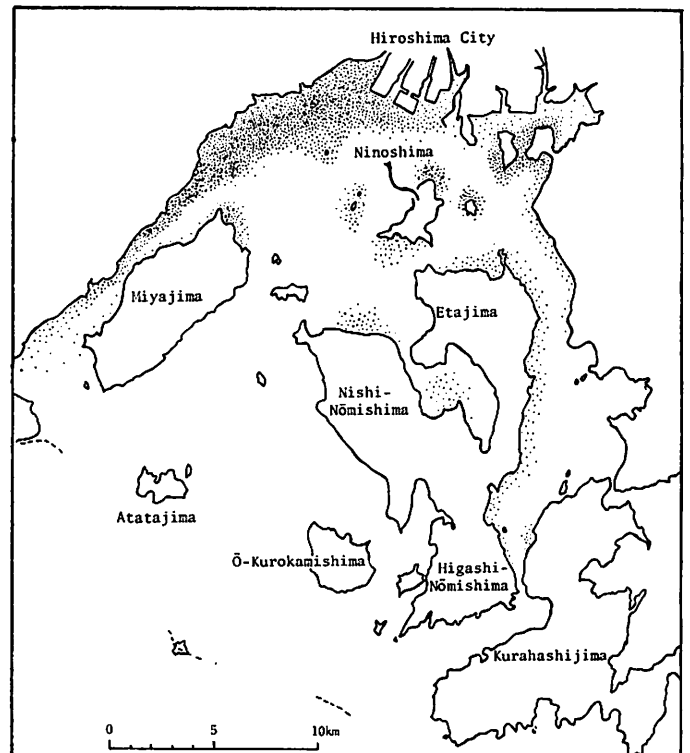 Hiroshima City
Ninoshima
Miyajima
Etajima
Nishi-
Nōmishima
Atatajima
Ō-Kurokamishima
Higashi-
Nōmishima
Kurahashijima
0 5 10km